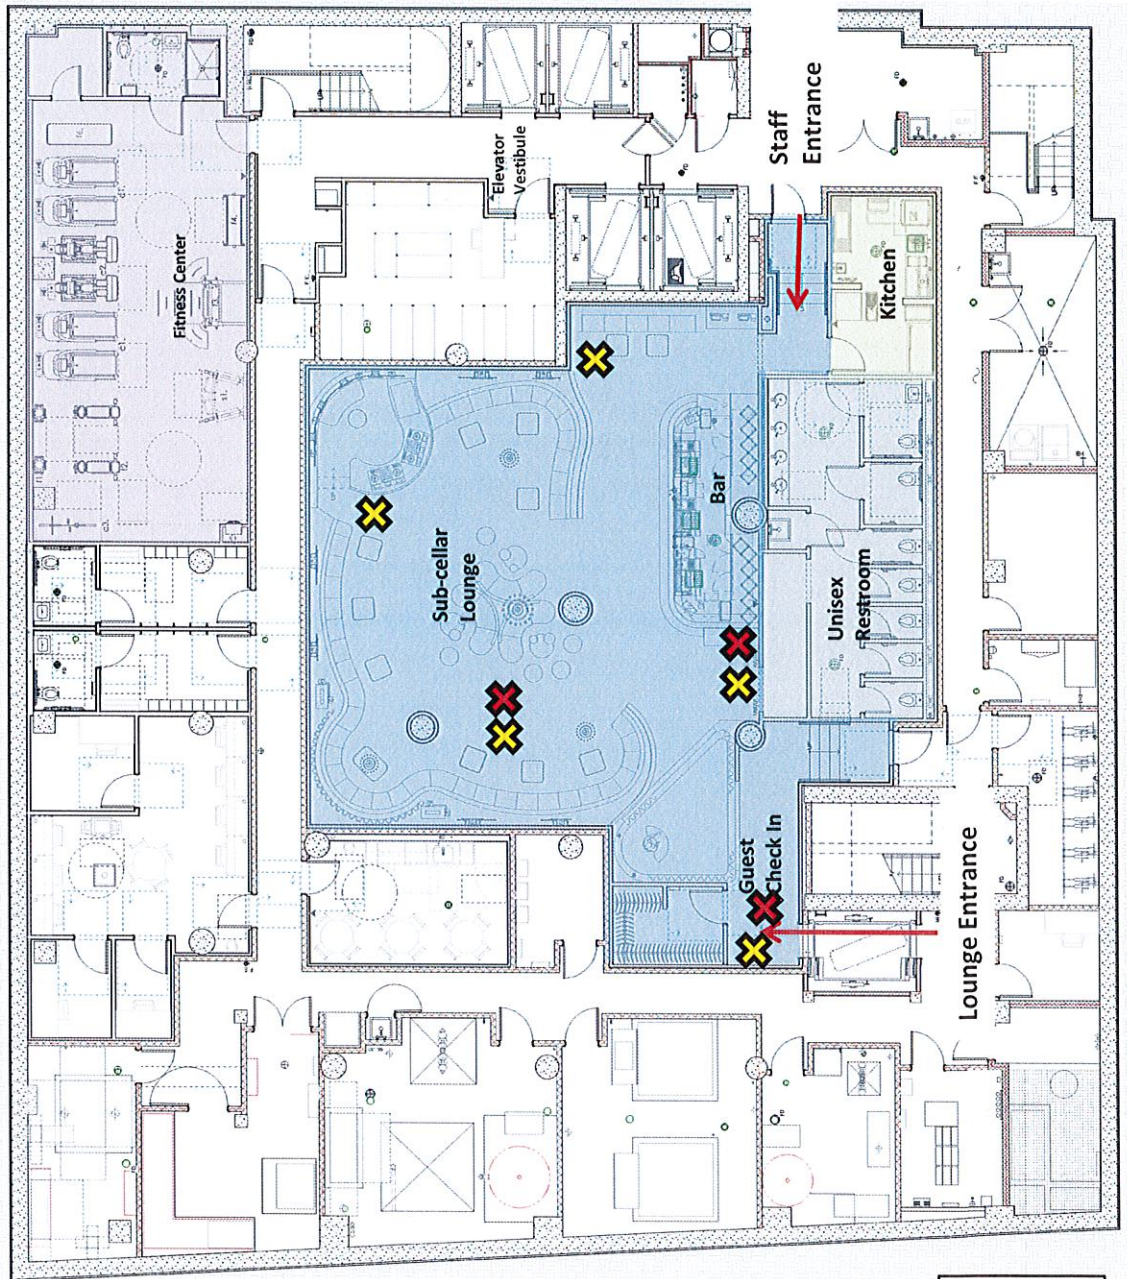 Fitness Center
Elevator
Vestibule
Staff
Entrance
Kitchen
Sub-cellar
Lounge
Bar
Unisex
Restroom
Guest
Check In
Lounge Entrance